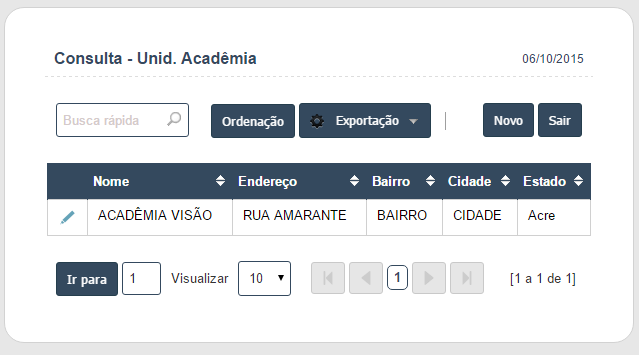 Consulta - Unid. Acadêmia 06/10/2015
Busca rápida Ordenação Exportação Novo Sair
Nome Endereço Bairro Cidade Estado
ACADÊMIA VISÃO RUA AMARANTE BAIRRO CIDADE Acre
Ir para 1 Visualizar 10 1 [1 a 1 de 1]